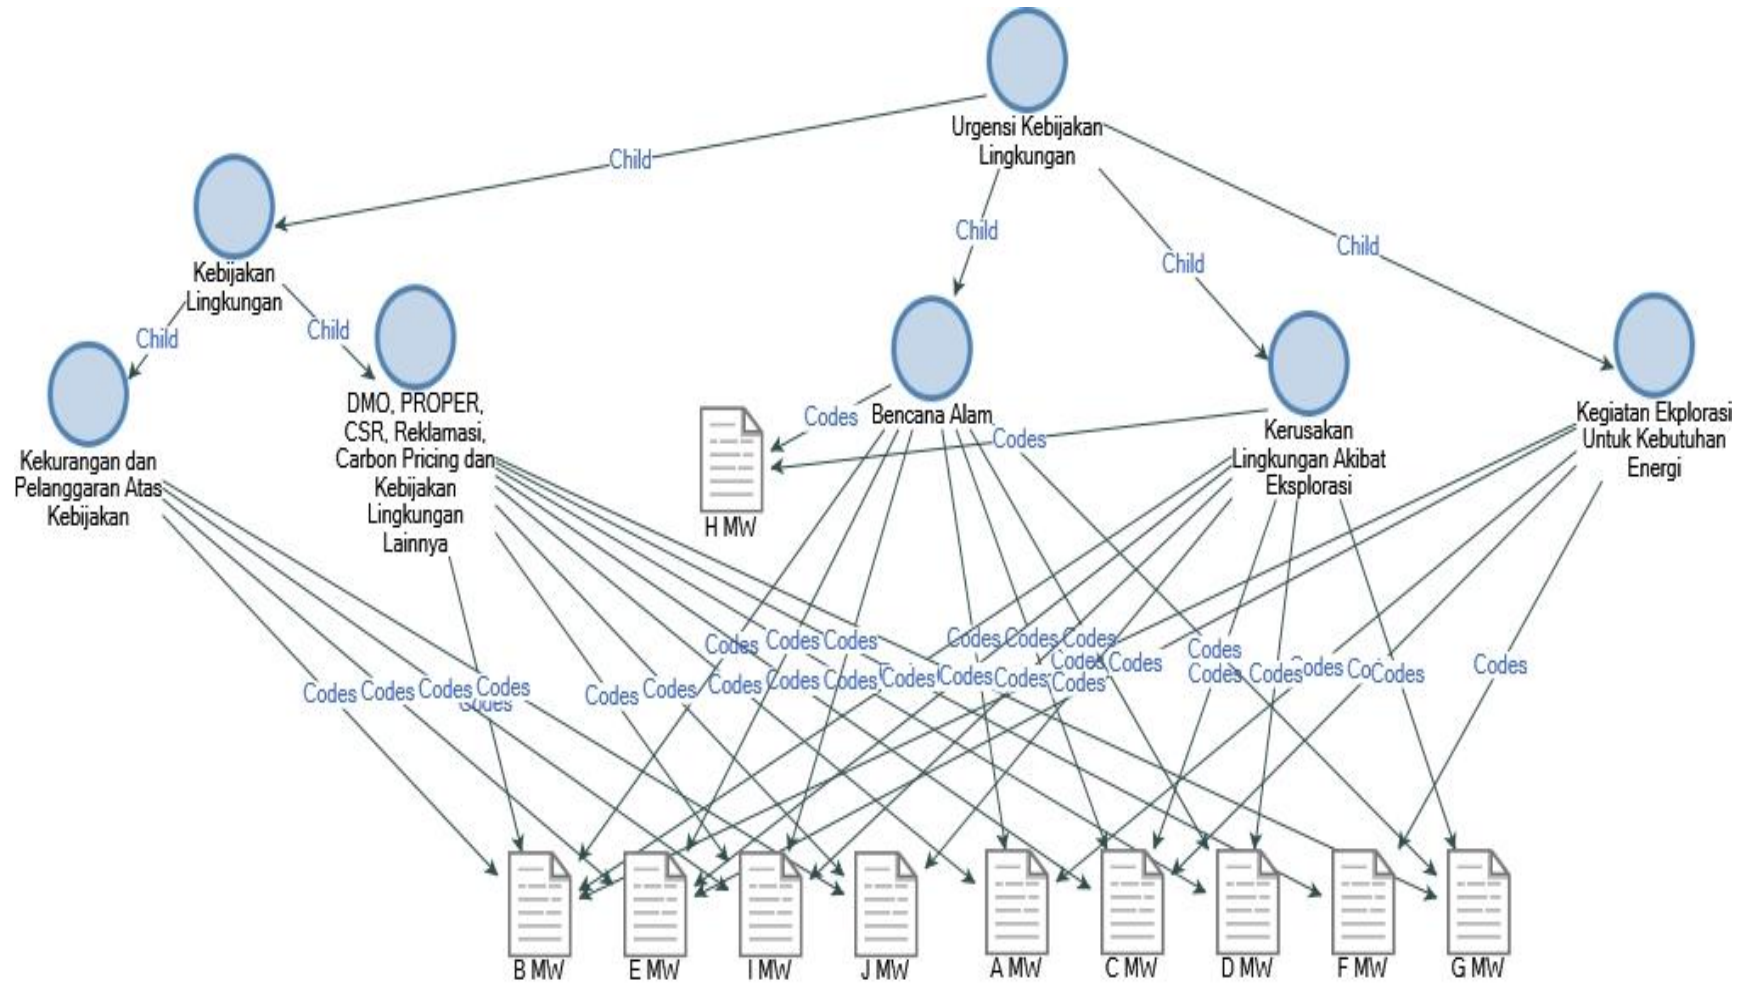 Urgensi Kebijakan
Lingkungan
Child
Child
Child
Child
Kebijakan
Lingkungan
Child
Child
Kekurangan dan
Pelanggaran Atas
Kebijakan
DMO, PROPER,
CSR, Reklamasi,
Carbon Pricing dan
Kebijakan
Lingkungan
Lainnya
Bencana Alam
Kerusakan
Lingkungan Akibat
Eksplorasi
Kegiatan Ekplorasi
Untuk Kebutuhan
Energi
Codes
Codes
H MW
Codes Codes Codes Codes Codes Codes Codes
Codes Codes Codes Codes
Codes Codes Codes Codes Codes Codes Codes Codes Codes Codes Codes
Codes Codes Codes Codes Codes
Codes Codes
B MW
E MW
I MW
J MW
A MW
C MW
D MW
F MW
G MW